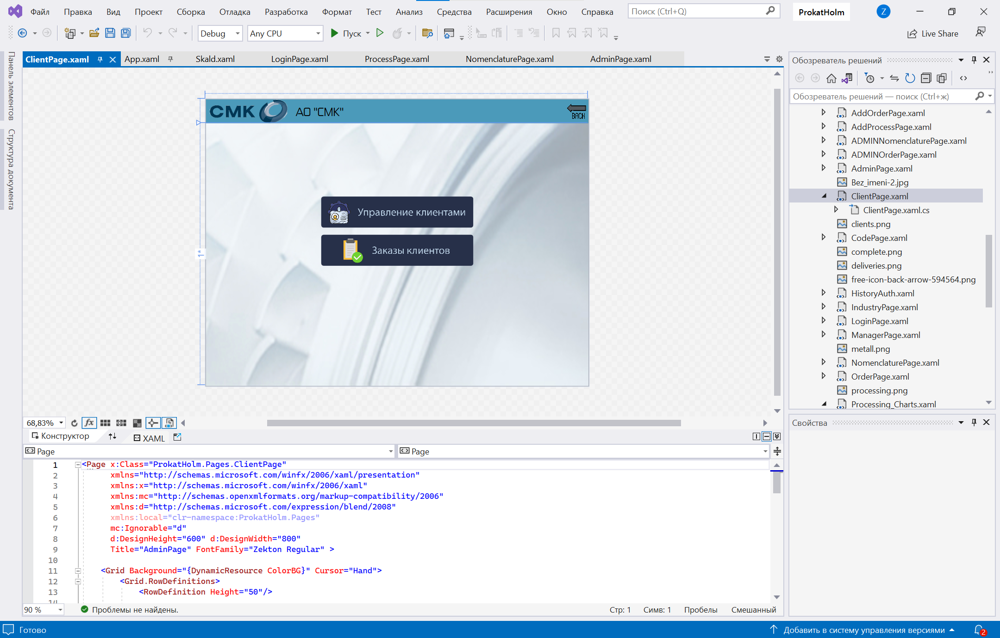 Файл Правка Вид Проект Сборка Отладка Разработка Формат Тест Анализ Средства Расширения Окно Справка Поиск (Ctrl+Q) ProkatHolm Z
Debug Any CPU Пуск Live Share
Панель элементов
Структура документа
ClientPage.xaml App.xaml Skald.xaml LoginPage.xaml ProcessPage.xaml NomenclaturePage.xaml AdminPage.xaml
СМК АО "СМК" BACK
1*
Управление клиентами
Заказы клиентов
68,83% fx
Конструктор XAML
Page Page
1 <Page x:Class="ProkatHolm.Pages.ClientPage"
2 xmlns="http://schemas.microsoft.com/winfx/2006/xaml/presentation"
3 xmlns:x="http://schemas.microsoft.com/winfx/2006/xaml"
4 xmlns:mc="http://schemas.openxmlformats.org/markup-compatibility/2006"
5 xmlns:d="http://schemas.microsoft.com/expression/blend/2008"
6 xmlns:local="clr-namespace:ProkatHolm.Pages"
7 mc:Ignorable="d"
8 d:DesignHeight="600" d:DesignWidth="800"
9 Title="AdminPage" FontFamily="Zekton Regular" >
10
11 <Grid Background="{DynamicResource ColorBG}" Cursor="Hand">
12 <Grid.RowDefinitions>
13 <RowDefinition Height="50"/>
14
90 % Проблемы не найдены. Стр: 1 Симв: 1 Пробелы Смешанный
Обозреватель решений
Обозреватель решений — поиск (Ctrl+ж)
AddOrderPage.xaml
AddProcessPage.xaml
ADMINNomenclaturePage.xaml
ADMINOrderPage.xaml
AdminPage.xaml
Bez_imeni-2.jpg
ClientPage.xaml
ClientPage.xaml.cs
clients.png
CodePage.xaml
complete.png
deliveries.png
free-icon-back-arrow-594564.png
HistoryAuth.xaml
IndustryPage.xaml
LoginPage.xaml
ManagerPage.xaml
metall.png
NomenclaturePage.xaml
OrderPage.xaml
processing.png
Processing_Charts.xaml
Свойства
Готово Добавить в систему управления версиями 2